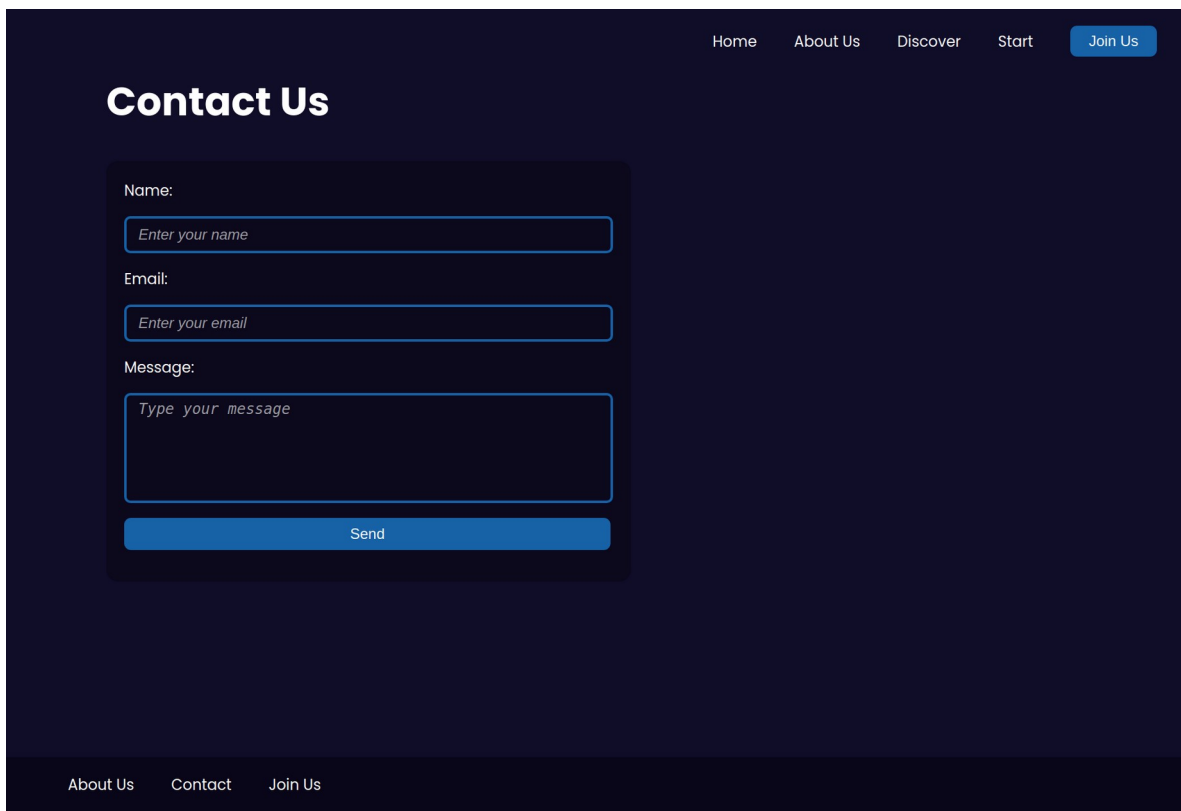 Home About Us Discover Start Join Us
Contact Us
Name:
Enter your name
Email:
Enter your email
Message:
Type your message
Send
About Us Contact Join Us